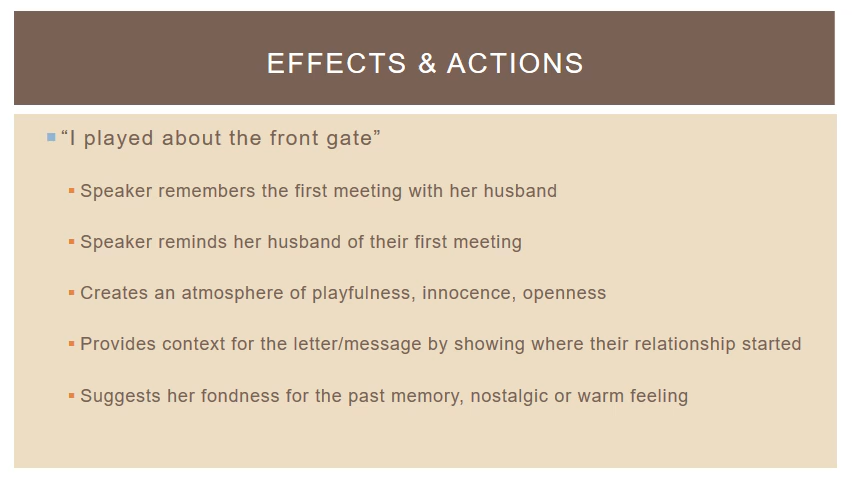 EFFECTS & ACTIONS
“I played about the front gate”
Speaker remembers the first meeting with her husband
Speaker reminds her husband of their first meeting
Creates an atmosphere of playfulness, innocence, openness
Provides context for the letter/message by showing where their relationship started
Suggests her fondness for the past memory, nostalgic or warm feeling